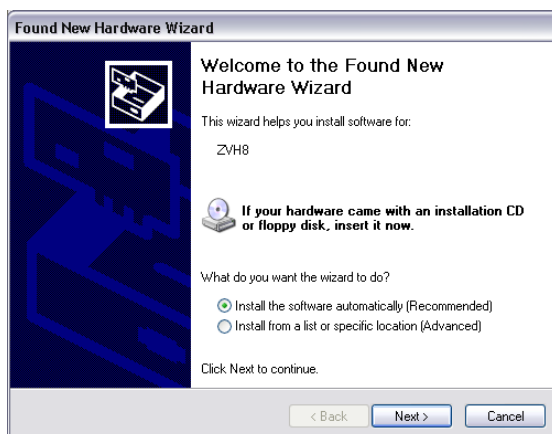 Found New Hardware Wizard
Welcome to the Found New
Hardware Wizard
This wizard helps you install software for:
ZVH8
If your hardware came with an installation CD
or floppy disk, insert it now.
What do you want the wizard to do?
Install the software automatically (Recommended)
Install from a list or specific location (Advanced)
Click Next to continue.
< Back Next > Cancel